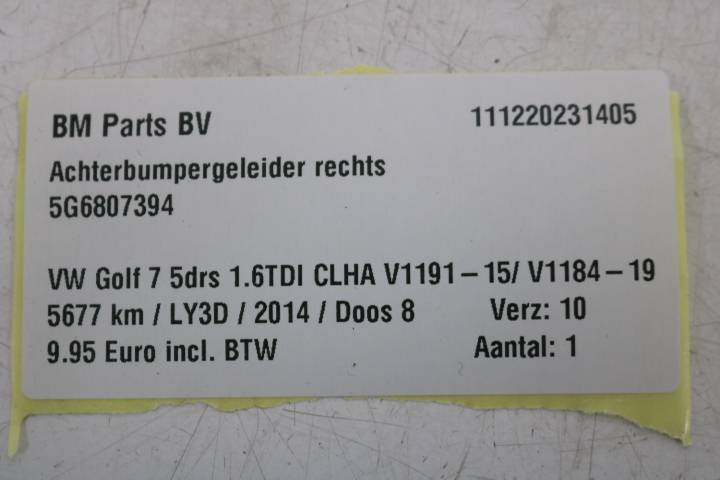 BM Parts BV 111220231405
Achterbumpergeleider rechts
5G6807394
VW Golf 7 5drs 1.6TDI CLHA V1191-15/ V1184-19
5677 km / LY3D / 2014 / Doos 8 Verz: 10
9.95 Euro incl. BTW Aantal: 1